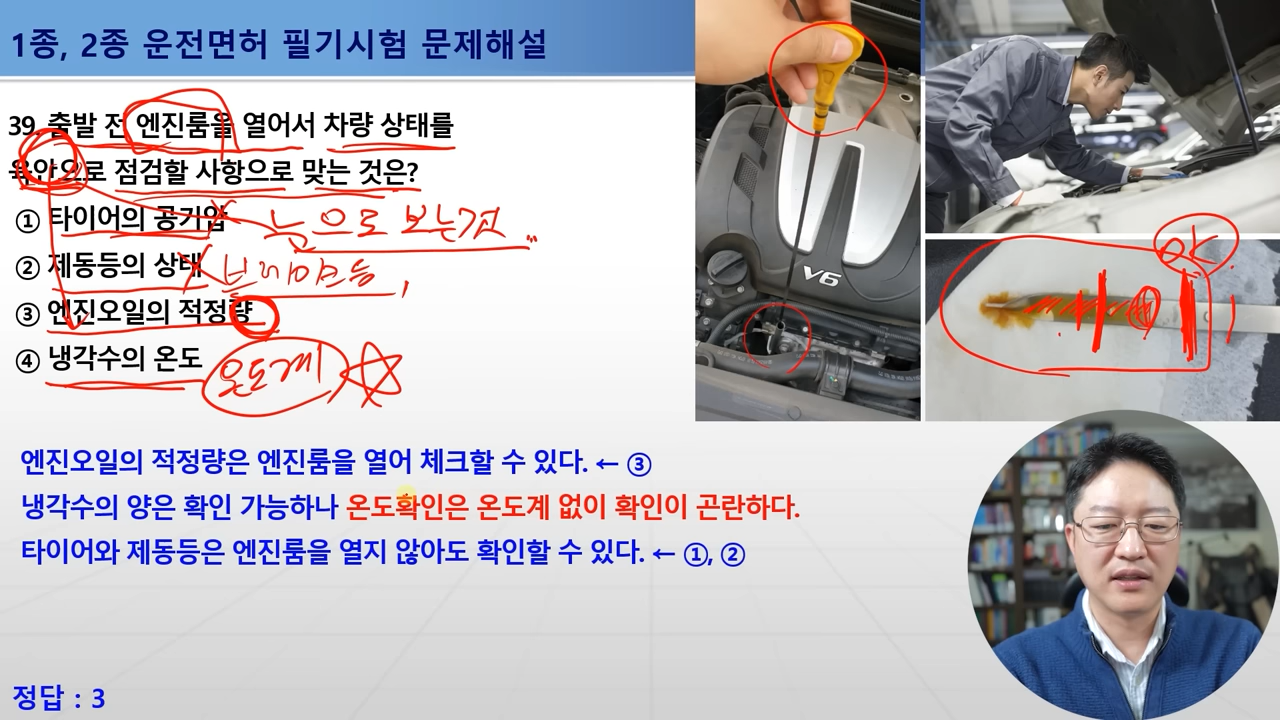 1종, 2종 운전면허 필기시험 문제해설
39. 출발 전 엔진룸을 열어서 차량 상태를
육안으로 점검할 사항으로 맞는 것은?
① 타이어의 공기압
눈으로 보는것
② 제동등의 상태
브레이크등,
③ 엔진오일의 적정량
④ 냉각수의 온도
온도계
V6
OK
엔진오일의 적정량은 엔진룸을 열어 체크할 수 있다. ← ③
냉각수의 양은 확인 가능하나 온도확인은 온도계 없이 확인이 곤란하다.
타이어와 제동등은 엔진룸을 열지 않아도 확인할 수 있다. ← ①, ②
정답 : 3